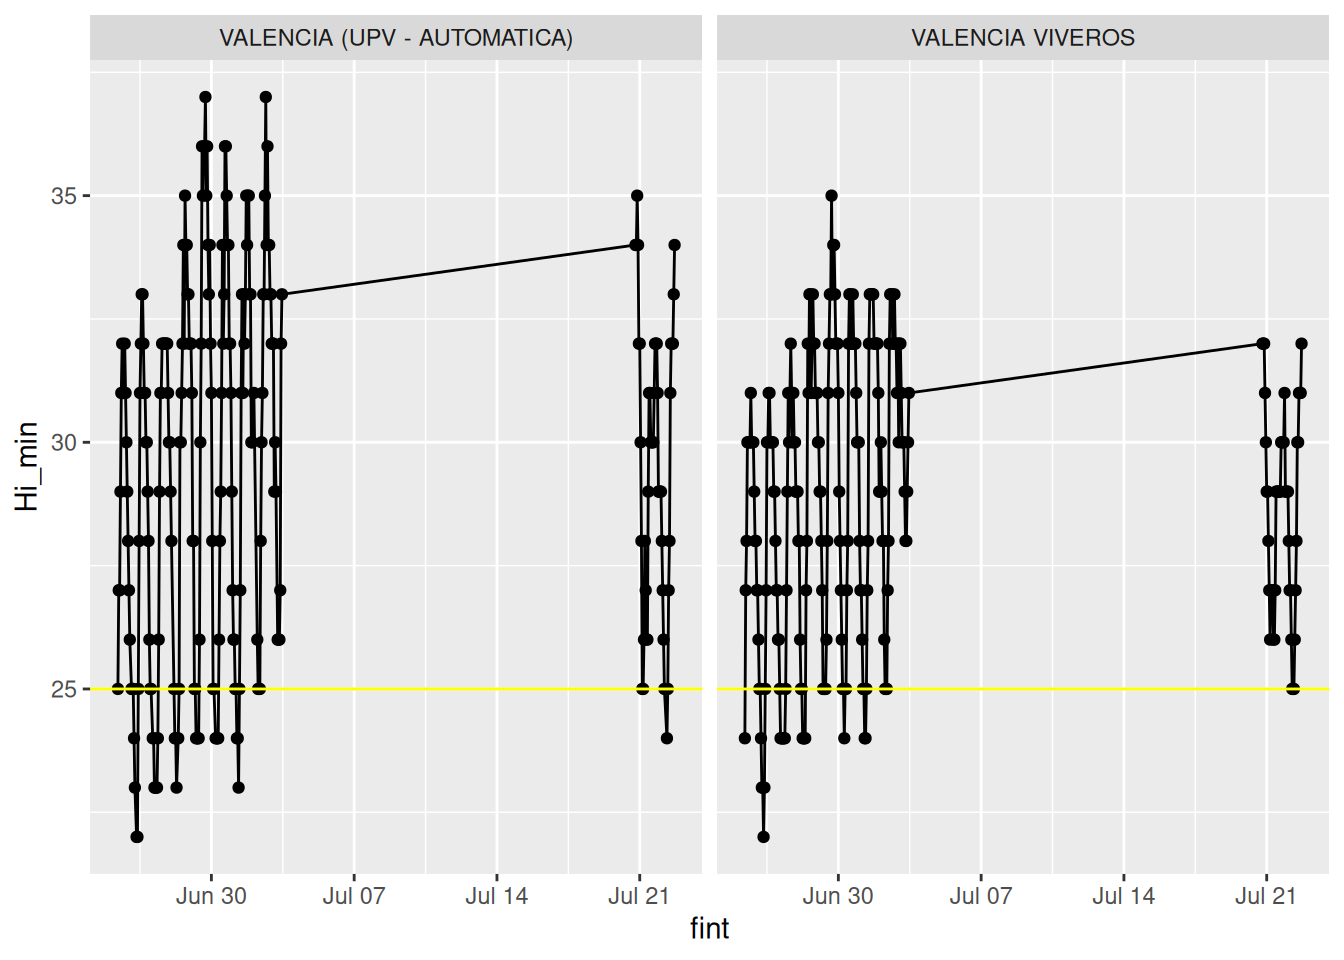 VALENCIA (UPV - AUTOMATICA) VALENCIA VIVEROS
35
30
25
Hi_min
Jun 30 Jul 07 Jul 14 Jul 21 Jun 30 Jul 07 Jul 14 Jul 21
fint